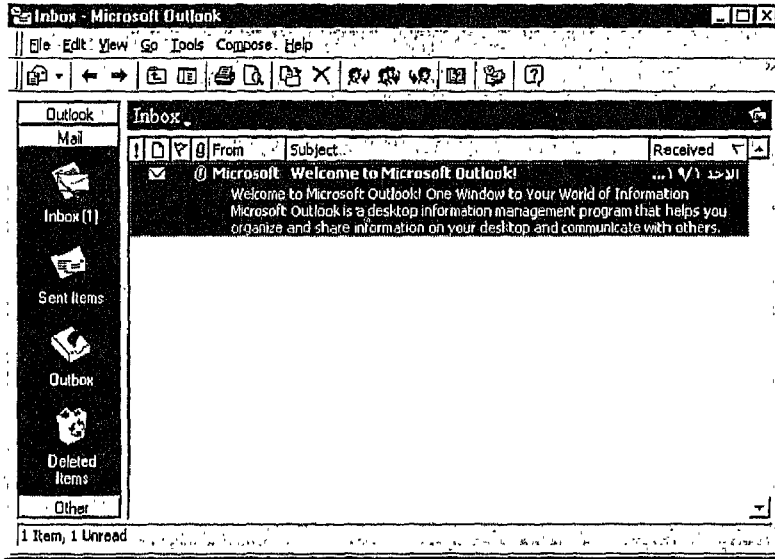 Inbox - Microsoft Outlook
File Edit View Go Tools Compose Help
Outlook
Mail
Inbox (1)
Sent Items
Outbox
Deleted
Items
Other
Inbox
! From Subject Received
Microsoft Welcome to Microsoft Outlook! الاحد ٩/١
Welcome to Microsoft Outlook! One Window to Your World of Information
Microsoft Outlook is a desktop information management program that helps you
organize and share information on your desktop and communicate with others.
1 Item, 1 Unread